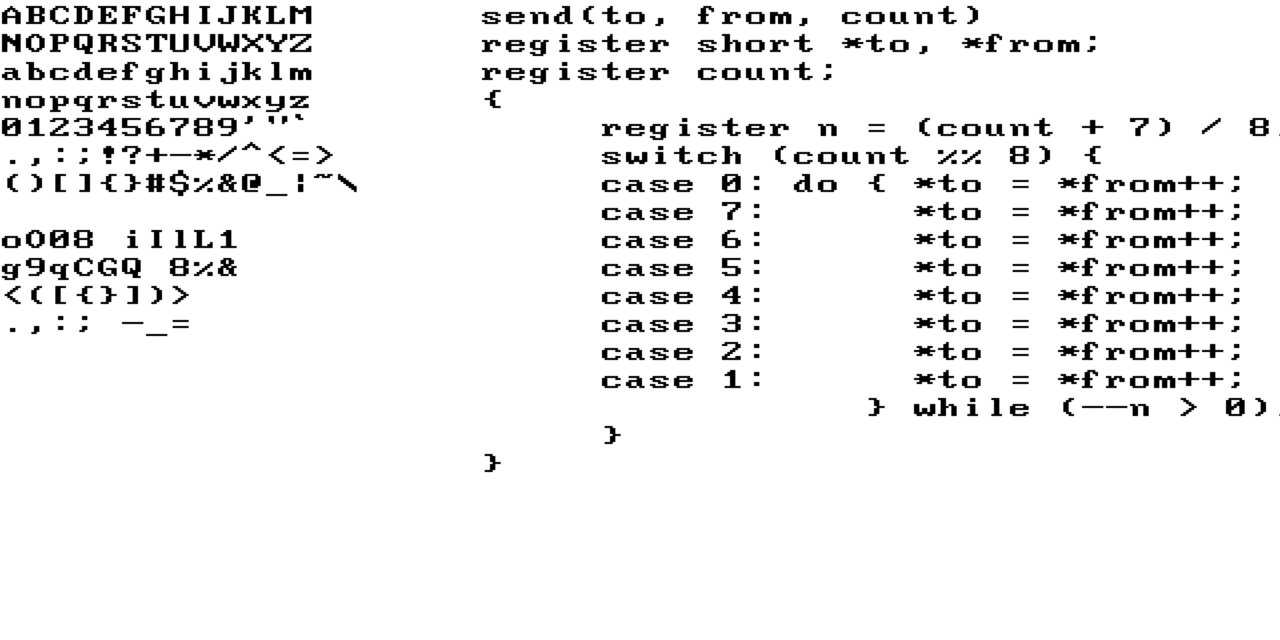 ABCDEFGHIJKLM
NOPQRSTUVWXYZ
abcdefghijklm
nopqrstuvwxyz
0123456789'"`
.,:;!?+-*/^<=>
()[]{}#$%&@_|~\
oO08 iIlL1
g9qCGQ 8%&
<([{}])>
.,:; -_=
send(to, from, count)
register short *to, *from;
register count;
{
     register n = (count + 7) / 8
     switch (count %% 8) {
     case 0: do { *to = *from++;
     case 7:      *to = *from++;
     case 6:      *to = *from++;
     case 5:      *to = *from++;
     case 4:      *to = *from++;
     case 3:      *to = *from++;
     case 2:      *to = *from++;
     case 1:      *to = *from++;
                } while (--n > 0)
     }
}